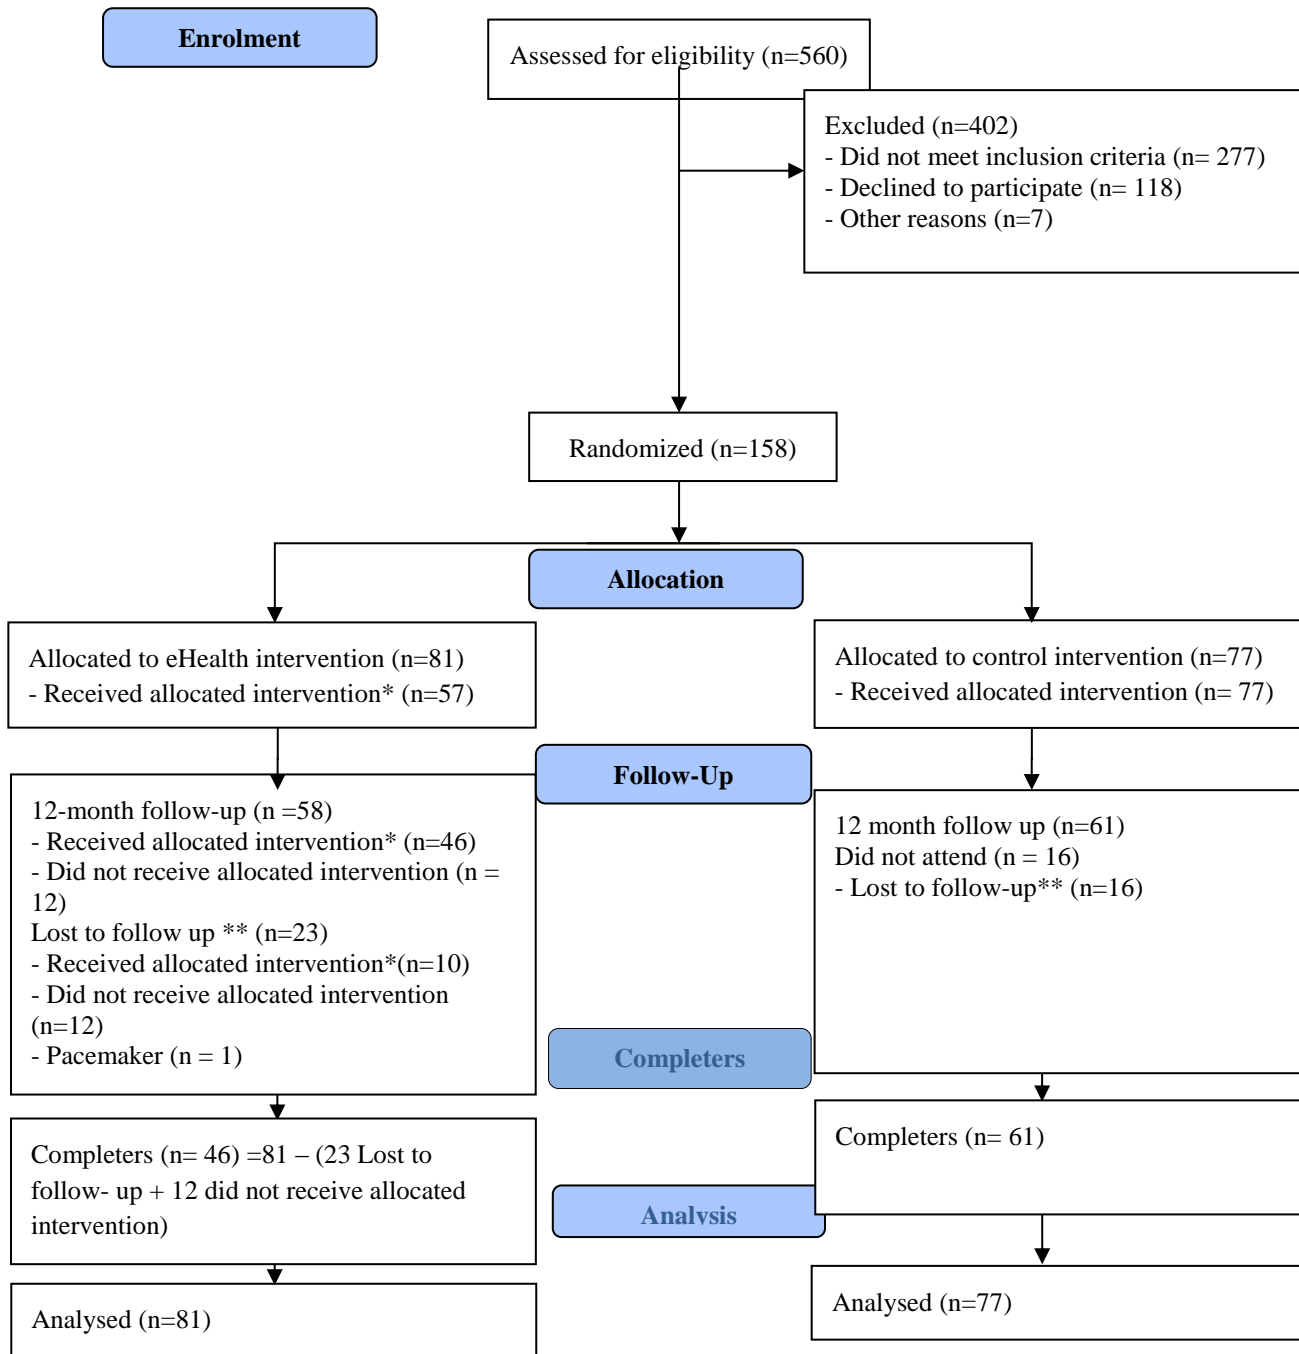 Enrolment
Assessed for eligibility (n=560)
Excluded (n=402)
- Did not meet inclusion criteria (n= 277)
- Declined to participate (n= 118)
- Other reasons (n=7)
Randomized (n=158)
Allocation
Allocated to eHealth intervention (n=81)
- Received allocated intervention* (n=57)
Allocated to control intervention (n=77)
- Received allocated intervention (n= 77)
Follow-Up
12-month follow-up (n =58)
- Received allocated intervention* (n=46)
- Did not receive allocated intervention (n =
12)
Lost to follow up ** (n=23)
- Received allocated intervention*(n=10)
- Did not receive allocated intervention
(n=12)
- Pacemaker (n = 1)
12 month follow up (n=61)
Did not attend (n = 16)
- Lost to follow-up** (n=16)
Completers
Completers (n= 46) =81 – (23 Lost to
follow- up + 12 did not receive allocated
intervention)
Completers (n= 61)
Analysis
Analysed (n=81)
Analysed (n=77)